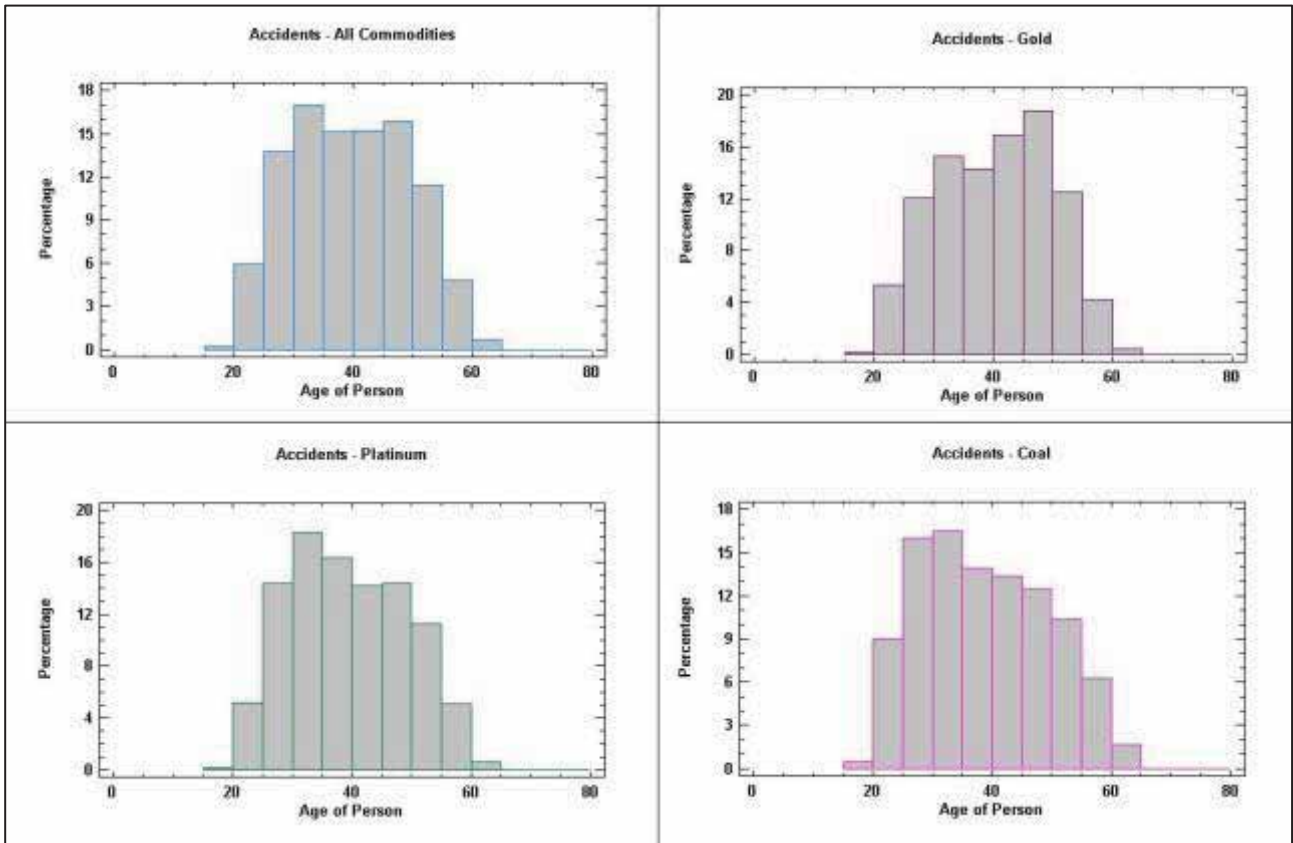 Accidents - All Commodities
18
15
12
9
6
3
0
0 20 40 60 80
Percentage
Age of Person
Accidents - Gold
20
16
12
8
4
0
0 20 40 60 80
Percentage
Age of Person
Accidents - Platinum
20
16
12
8
4
0
0 20 40 60 80
Percentage
Age of Person
Accidents - Coal
18
15
12
9
6
3
0
0 20 40 60 80
Percentage
Age of Person